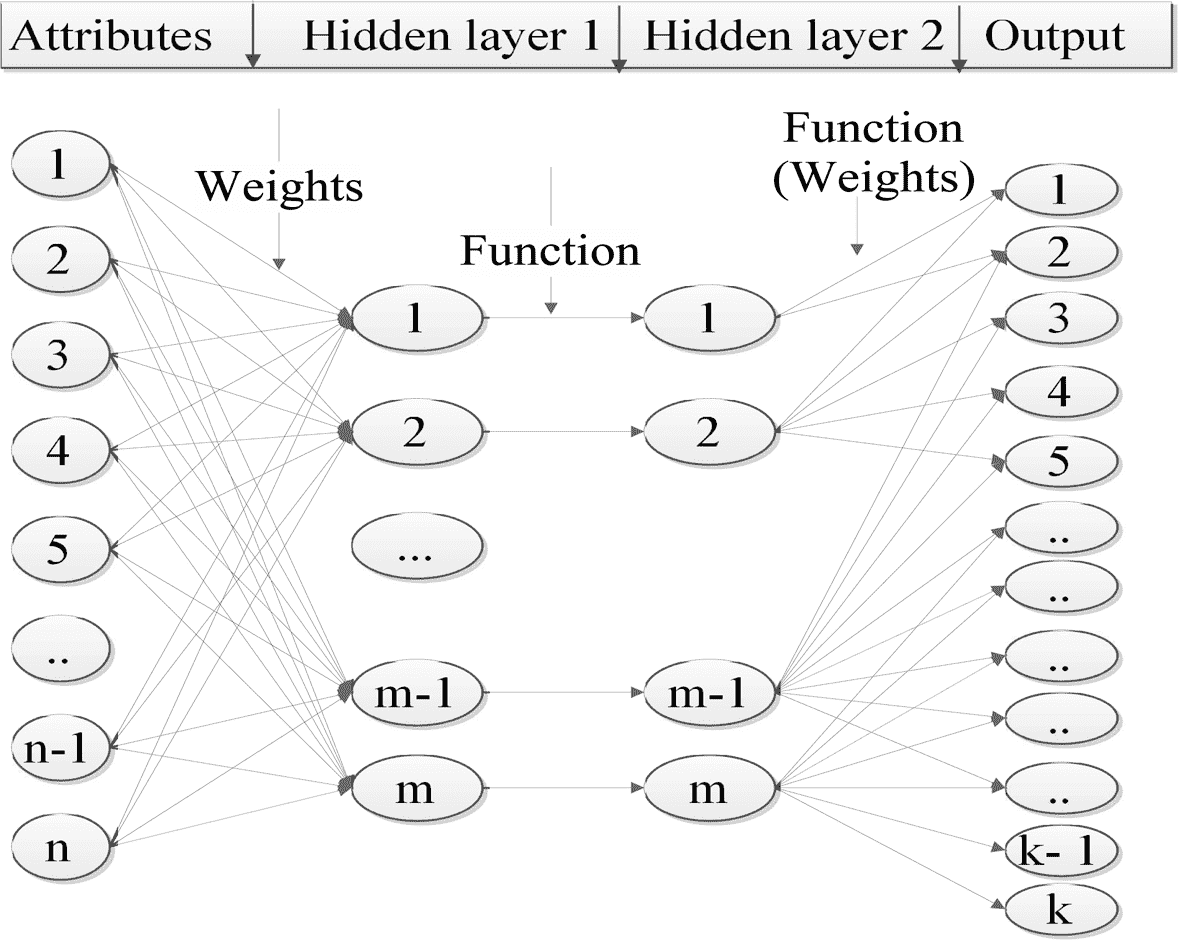 Attributes
Hidden layer 1
Hidden layer 2
Output
Weights
Function
Function
(Weights)
1
2
3
4
5
..
n-1
n
1
2
...
m-1
m
1
2
m-1
m
1
2
3
4
5
..
..
..
..
..
k- 1
k